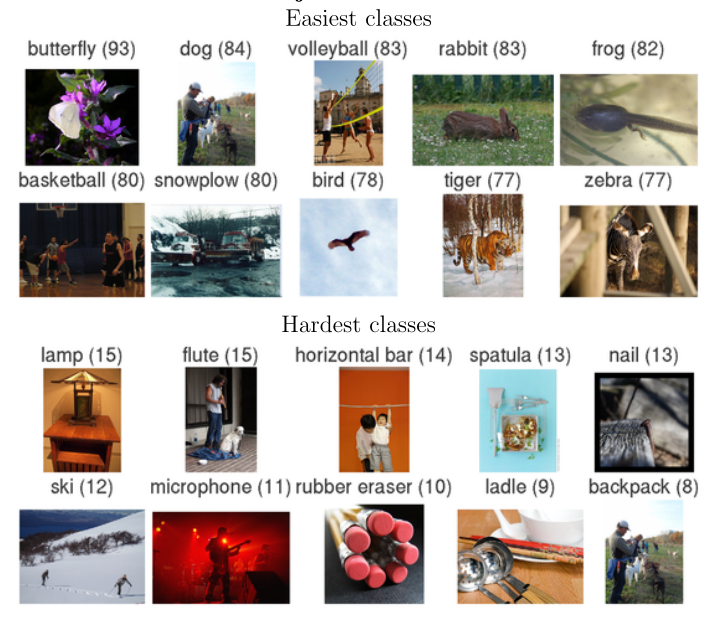 Easiest classes
butterfly (93) dog (84) volleyball (83) rabbit (83) frog (82)
basketball (80) snowplow (80) bird (78) tiger (77) zebra (77)
Hardest classes
lamp (15) flute (15) horizontal bar (14) spatula (13) nail (13)
ski (12) microphone (11) rubber eraser (10) ladle (9) backpack (8)